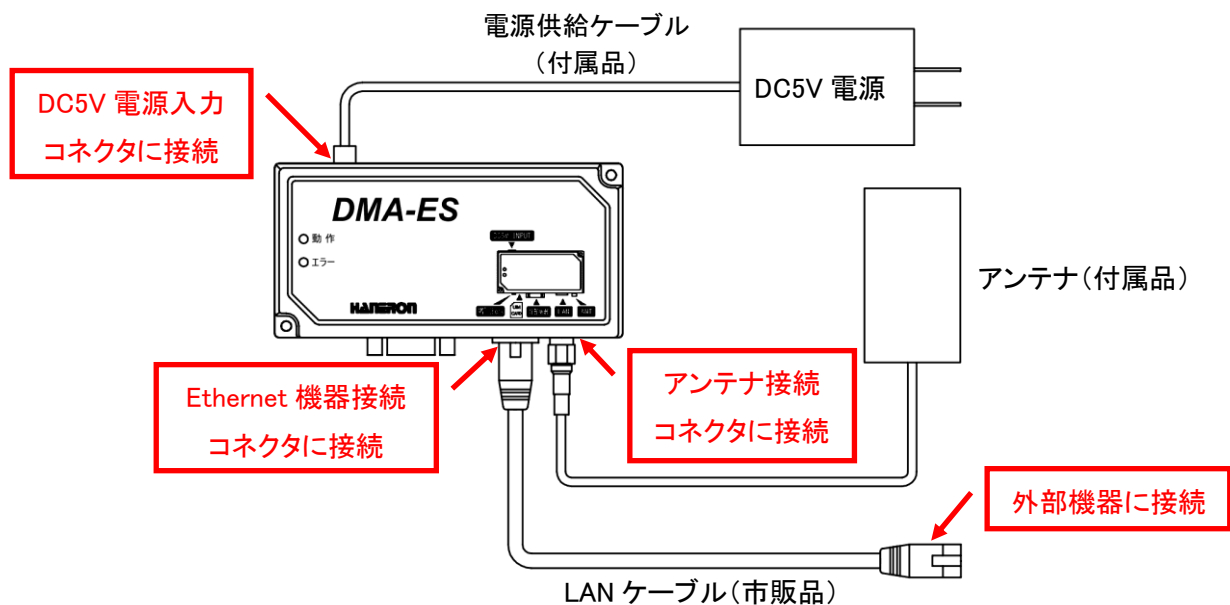 電源供給ケーブル
（付属品）
DC5V 電源
DC5V 電源入力
コネクタに接続
DMA-ES
動作
エラー
アンテナ（付属品）
Ethernet 機器接続
コネクタに接続
アンテナ接続
コネクタに接続
外部機器に接続
LAN ケーブル（市販品）